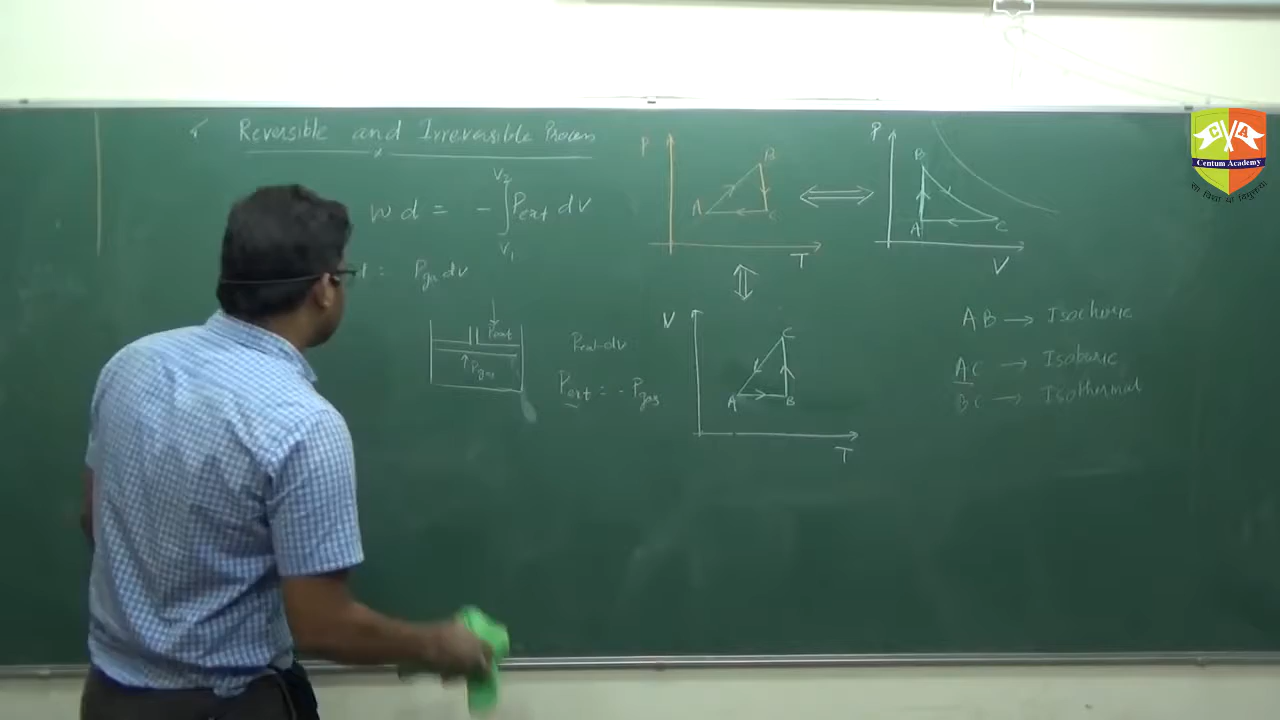 Reversible and Irreversible Process
V₂
wd = - ∫ Pext dV
V₁
t = Pgas dV
Pext
Pgas
Pext dV =
Pext = - Pgas
P
B
A
C
T
P
B
A
C
V
V
C
A
B
T
AB → Isochoric
AC → Isobaric
BC → Isothermal
C A
Centum Academy